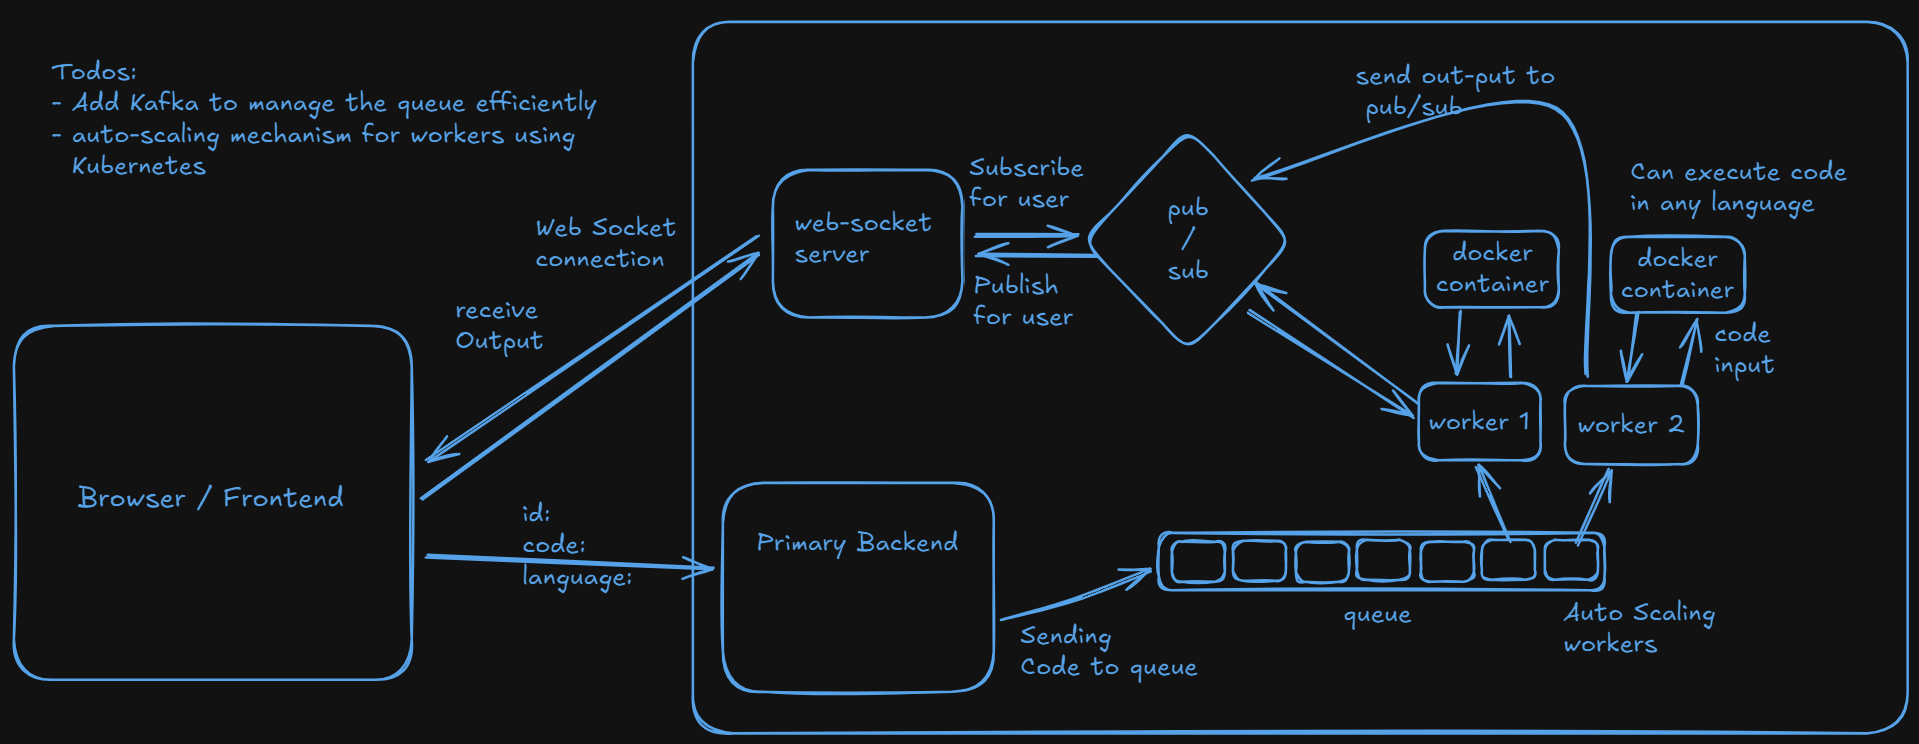 Todos:
- Add Kafka to manage the queue efficiently
- auto-scaling mechanism for workers using
Kubernetes
Web Socket
connection
receive
Output
Browser / Frontend
id:
code:
language:
web-socket
server
Subscribe
for user
Publish
for user
pub
/
sub
send out-put to
pub/sub
Can execute code
in any language
docker
container
docker
container
code
input
worker 1
worker 2
Primary Backend
Sending
Code to queue
queue
Auto Scaling
workers